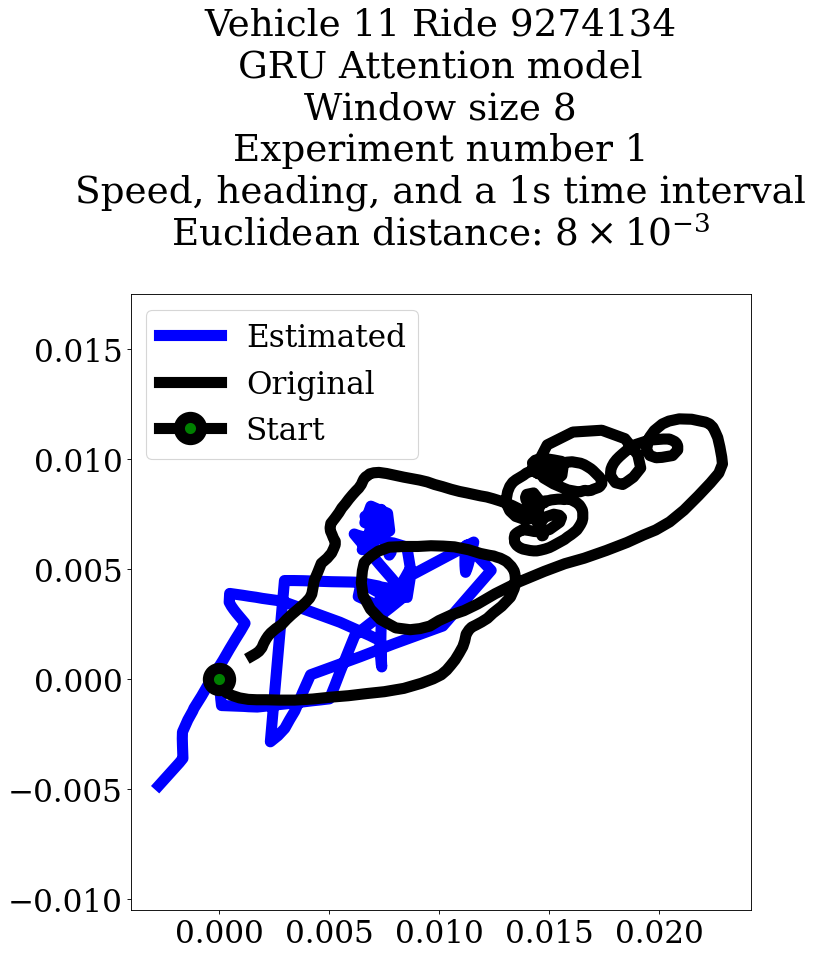 Vehicle 11 Ride 9274134
GRU Attention model
Window size 8
Experiment number 1
Speed, heading, and a 1s time interval
Euclidean distance: 8 × 10⁻³
Estimated
Original
Start
0.015
0.010
0.005
0.000
−0.005
−0.010
0.000 0.005 0.010 0.015 0.020